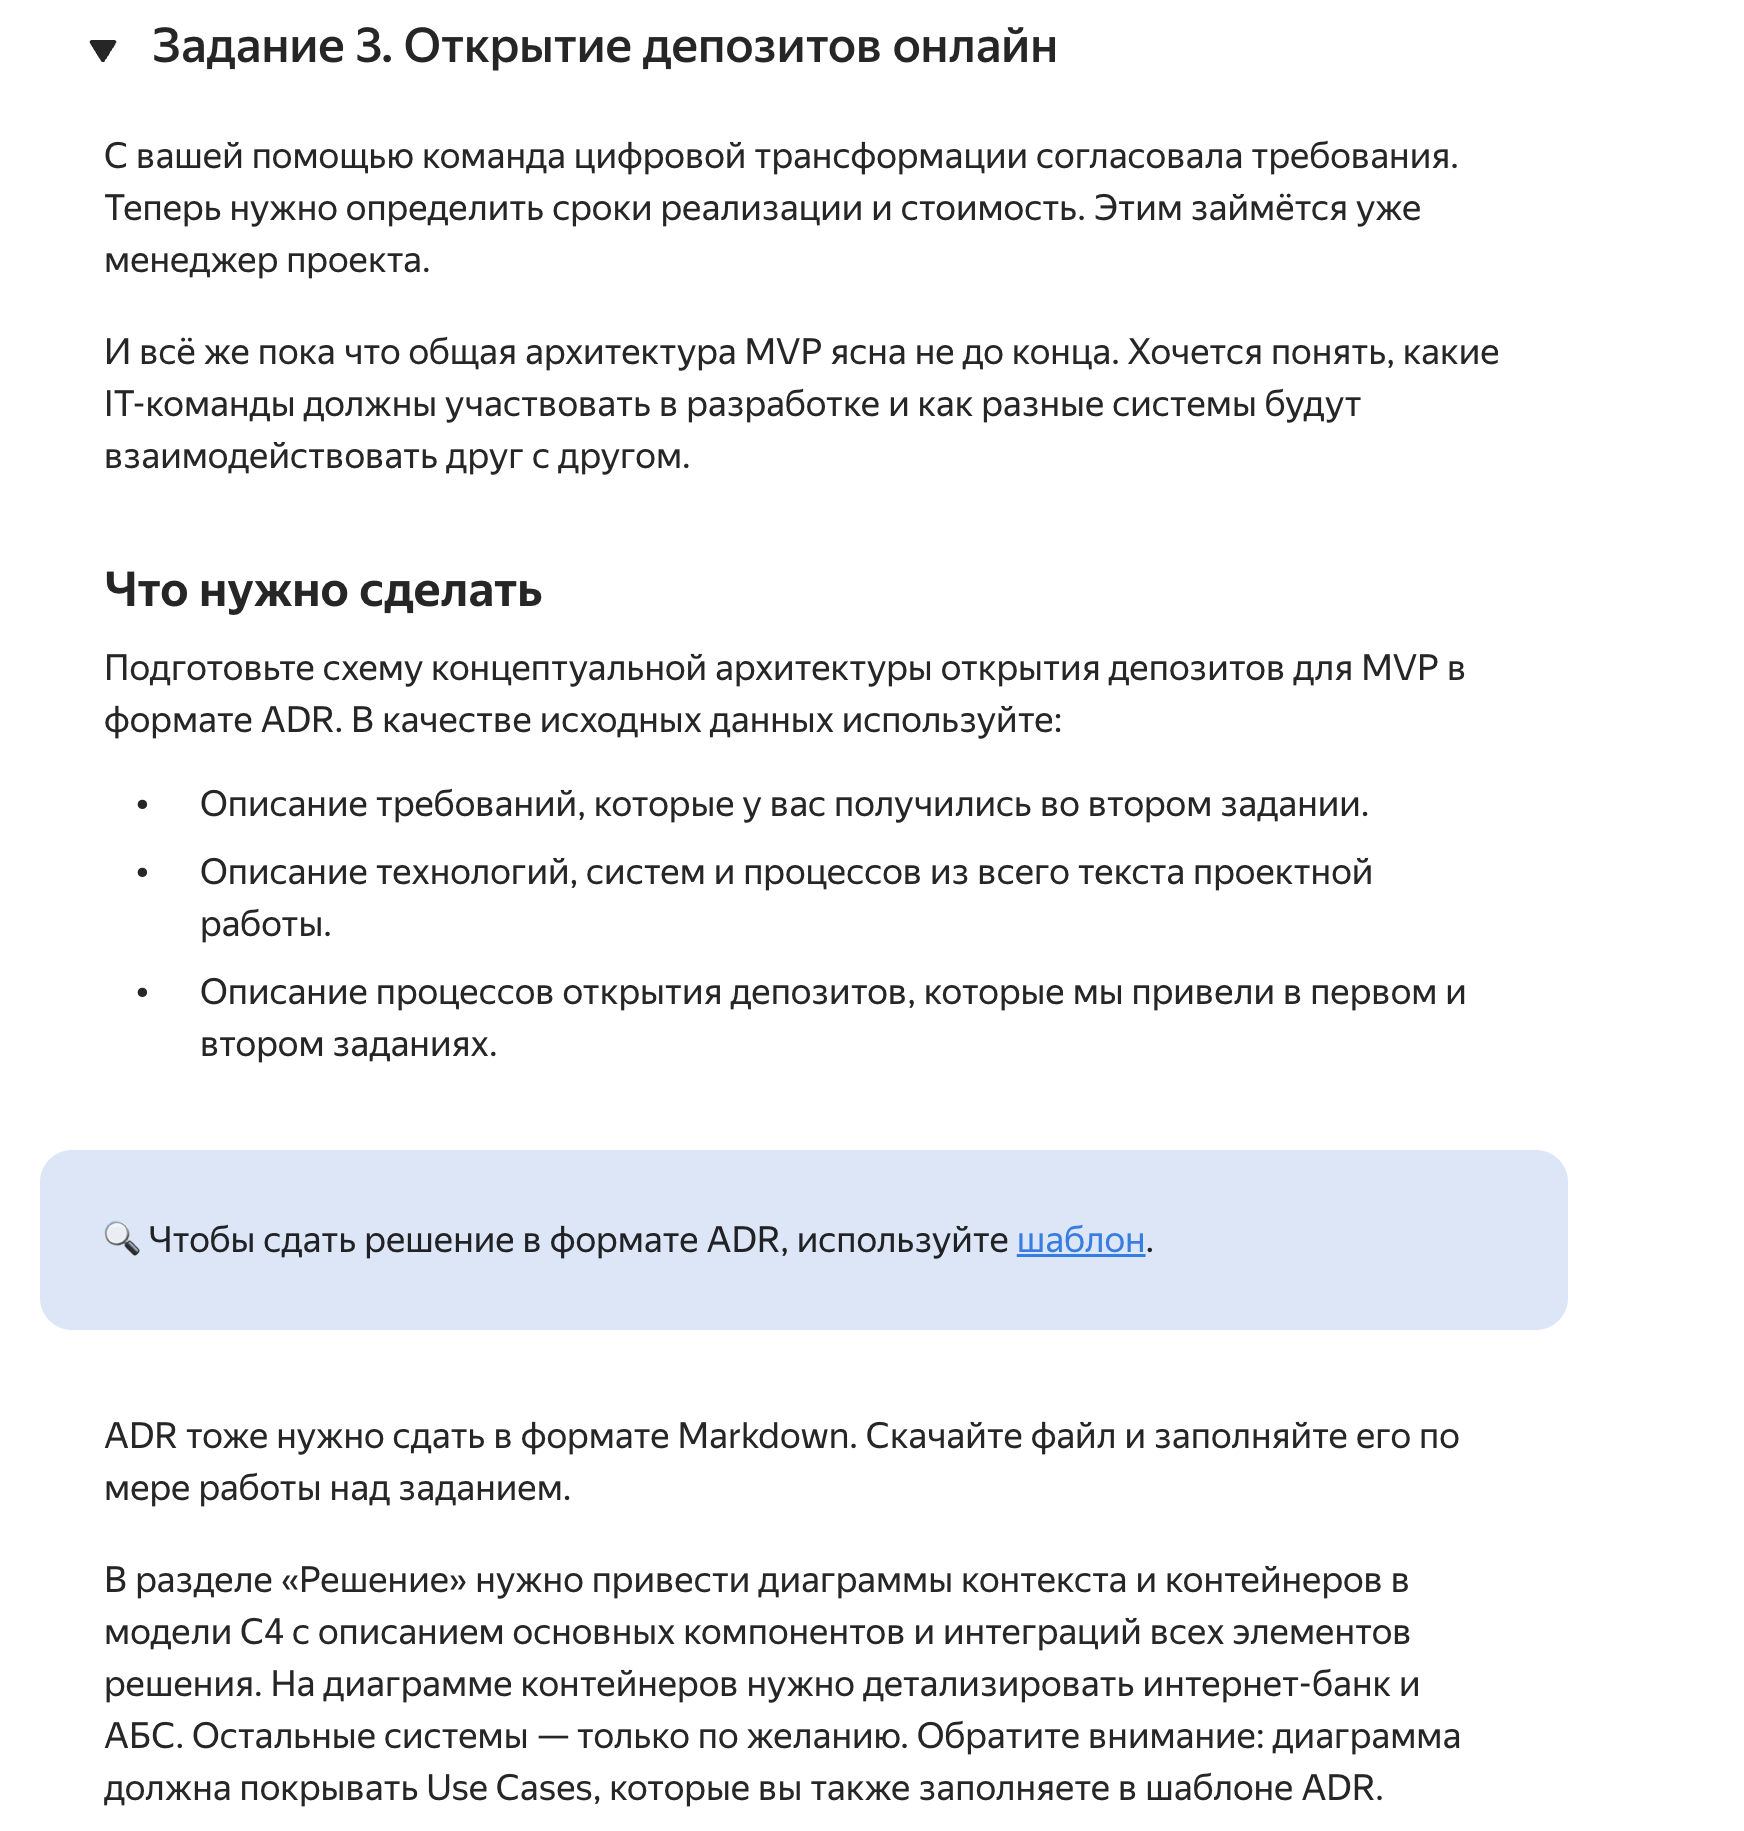 Задание 3. Открытие депозитов онлайн
С вашей помощью команда цифровой трансформации согласовала требования.
Теперь нужно определить сроки реализации и стоимость. Этим займётся уже
менеджер проекта.
И всё же пока что общая архитектура MVP ясна не до конца. Хочется понять, какие
IT-команды должны участвовать в разработке и как разные системы будут
взаимодействовать друг с другом.
Что нужно сделать
Подготовьте схему концептуальной архитектуры открытия депозитов для MVP в
формате ADR. В качестве исходных данных используйте:
• Описание требований, которые у вас получились во втором задании.
• Описание технологий, систем и процессов из всего текста проектной
работы.
• Описание процессов открытия депозитов, которые мы привели в первом и
втором заданиях.
🔍 Чтобы сдать решение в формате ADR, используйте шаблон.
ADR тоже нужно сдать в формате Markdown. Скачайте файл и заполняйте его по
мере работы над заданием.
В разделе «Решение» нужно привести диаграммы контекста и контейнеров в
модели C4 с описанием основных компонентов и интеграций всех элементов
решения. На диаграмме контейнеров нужно детализировать интернет-банк и
АБС. Остальные системы — только по желанию. Обратите внимание: диаграмма
должна покрывать Use Cases, которые вы также заполняете в шаблоне ADR.